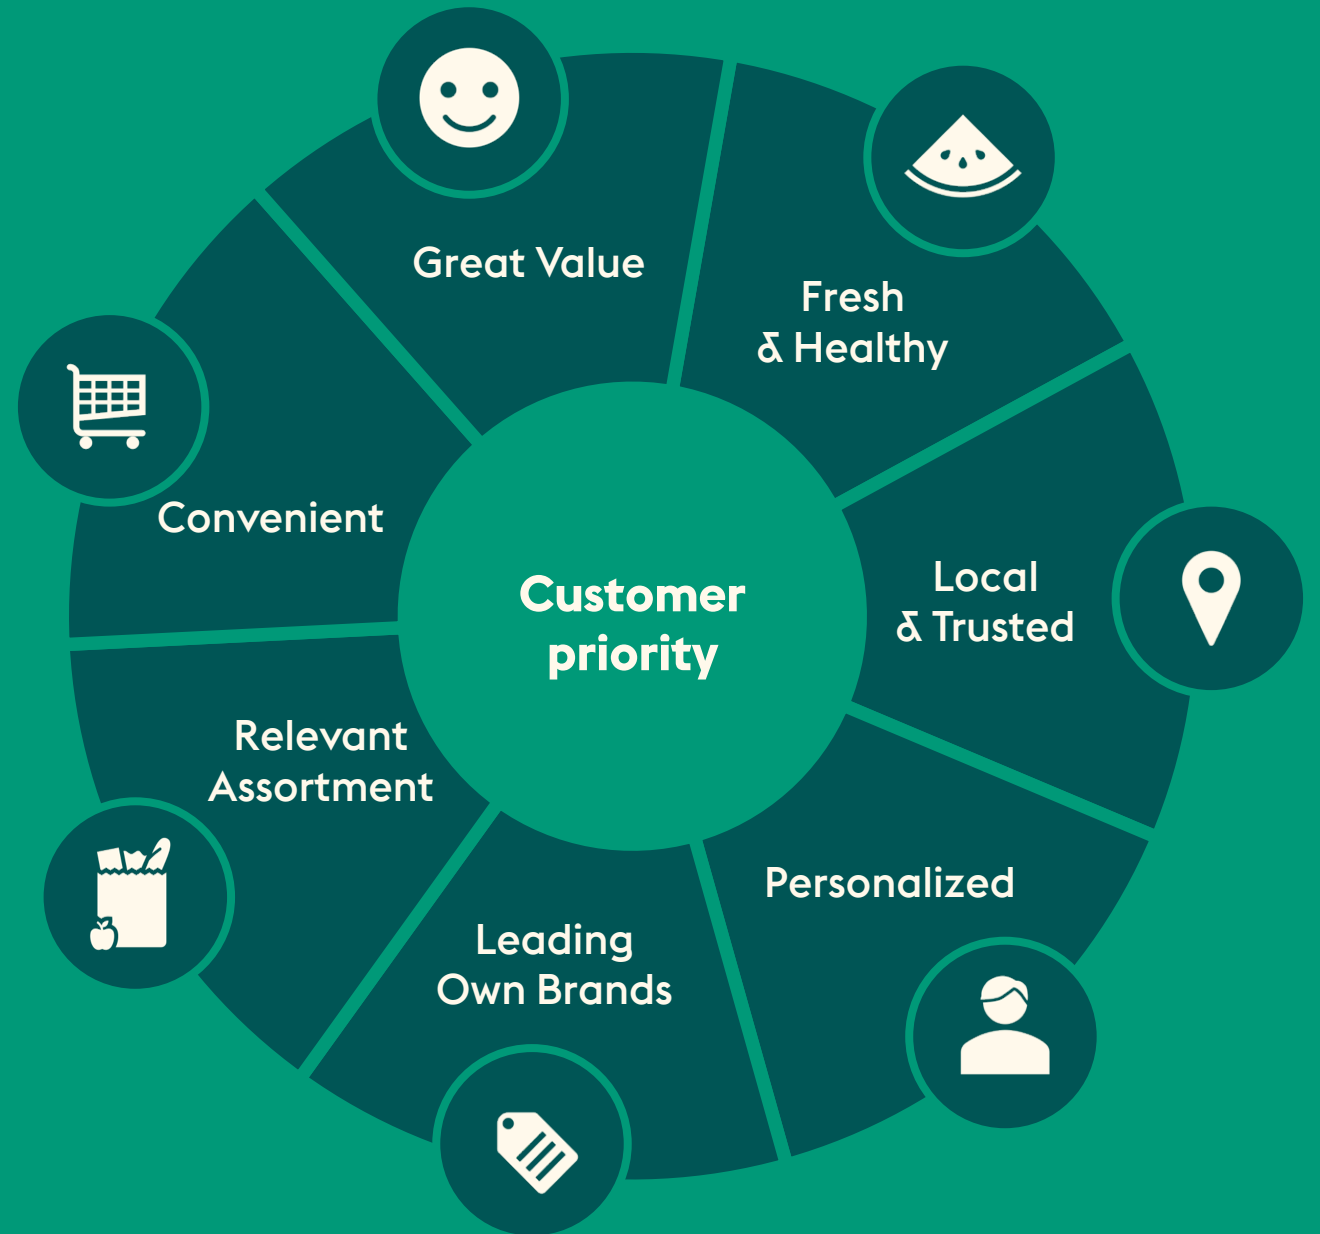 Great Value
Fresh
& Healthy
Local
& Trusted
Personalized
Leading
Own Brands
Relevant
Assortment
Convenient
Customer
priority